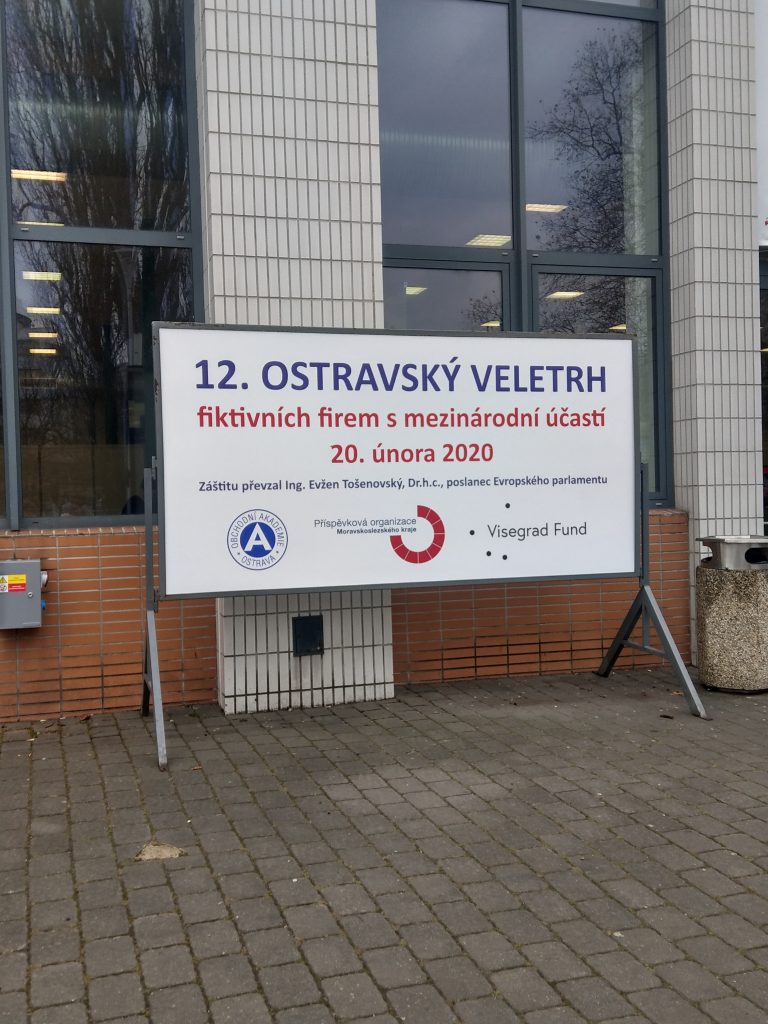 12. OSTRAVSKÝ VELETRH
fiktivních firem s mezinárodní účastí
20. února 2020
Záštitu převzal Ing. Evžen Tošenovský, Dr.h.c., poslanec Evropského parlamentu
OBCHODNÍ AKADEMIE
A
OSTRAVA
Příspěvková organizace
Moravskoslezského kraje
Visegrad Fund